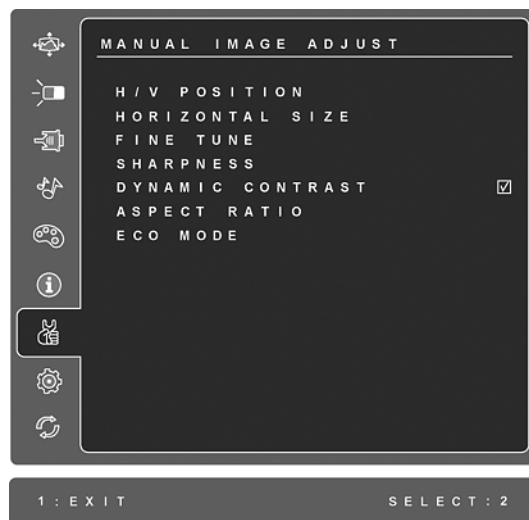 MANUAL IMAGE ADJUST
H/V POSITION
HORIZONTAL SIZE
FINE TUNE
SHARPNESS
DYNAMIC CONTRAST
ASPECT RATIO
ECO MODE
1:EXIT SELECT:2